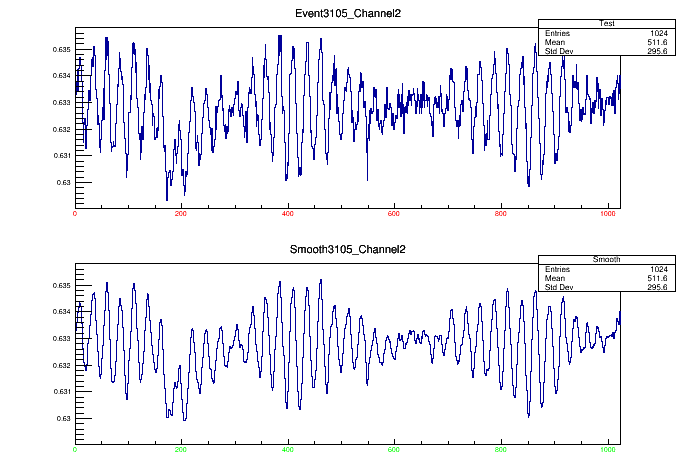 Event3105_Channel2
Test
Entries 1024
Mean 511.6
Std Dev 295.6
0.635
0.634
0.633
0.632
0.631
0.63
0 200 400 600 800 1000
Smooth3105_Channel2
Smooth
Entries 1024
Mean 511.6
Std Dev 295.6
0.635
0.634
0.633
0.632
0.631
0.63
0 200 400 600 800 1000